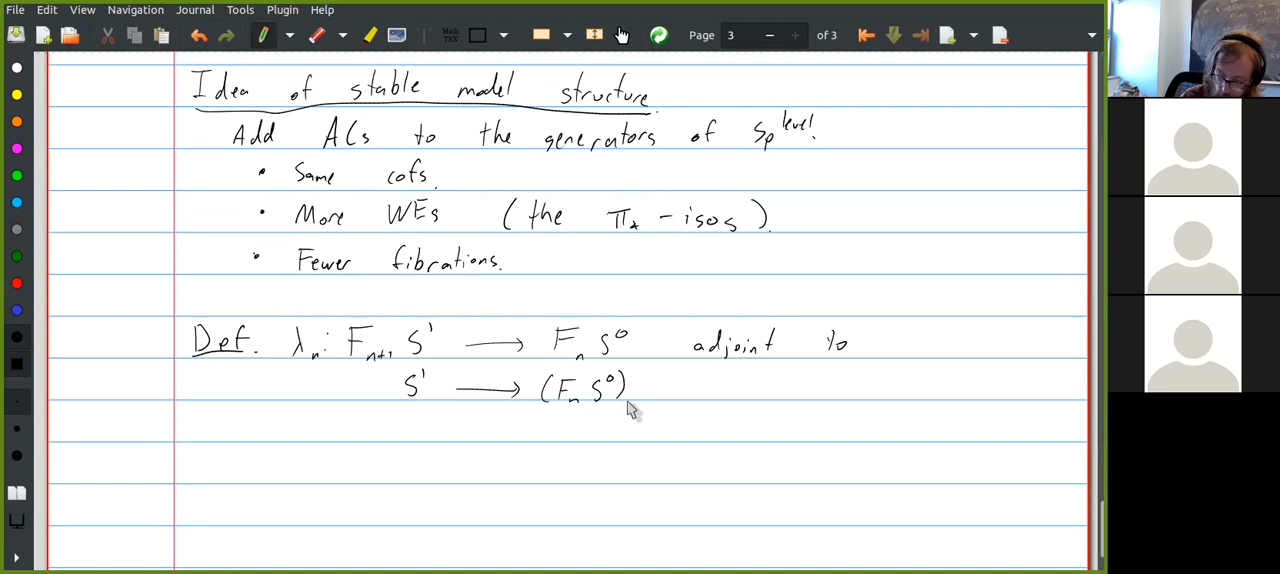 File Edit View Navigation Journal Tools Plugin Help
Page 3 of 3
Idea of stable model structure.
Add ACs to the generators of Sp^level.
• Same cofs.
• More WEs (the π_* - isos).
• Fewer fibrations.
Def. λ_n: F_{n+1} S^1 ⟶ F_n S^0 adjoint to
S^1 ⟶ (F_n S^0)